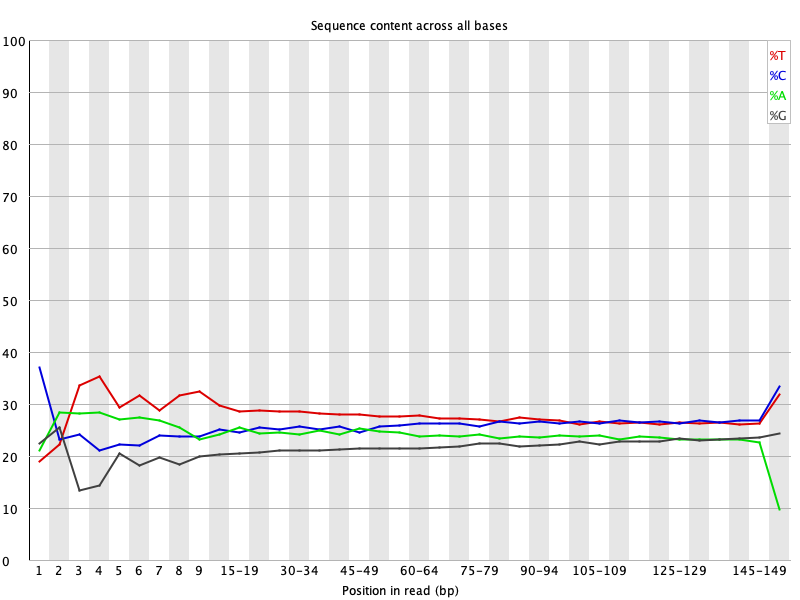 Sequence content across all bases
100
90
80
70
60
50
40
30
20
10
0
%T
%C
%A
%G
1 2 3 4 5 6 7 8 9 15-19 30-34 45-49 60-64 75-79 90-94 105-109 125-129 145-149
Position in read (bp)